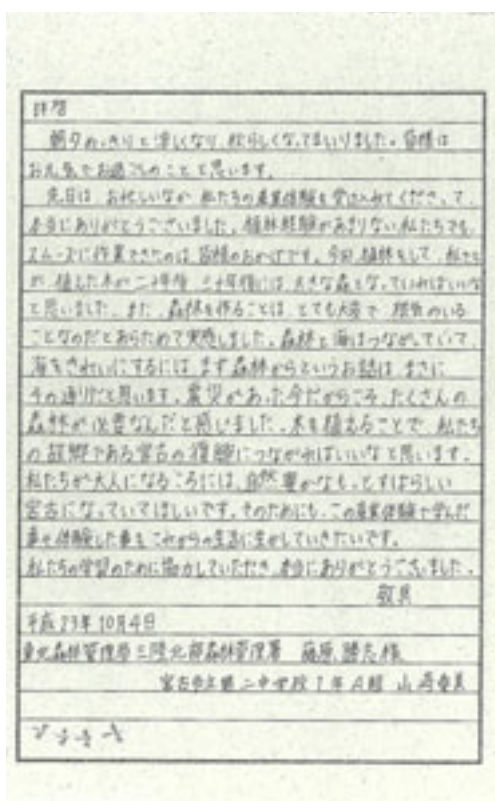 拝啓
朝夕めっきりと涼しくなり、秋らしくなってまいりました。皆様は
お元気でお過ごしのことと思います。
先日は、お忙しいなか 私たちの産業体験を受け入れてくださって、
本当にありがとうございました。植林経験があまりない私たちでも、
スムーズに作業できたのは、皆様のおかげです。今回、植林をして、私たち
が植えた木が二十年後、三十年後には、大きな森となっていればいいな
と思いました。また、森林を作ることは、とても大変で、根気のいる
ことなのだとあらためて実感しました。森林と海はつながっていて、
海をきれいにするには、まず森林からというお話は、まさに
その通りだと思います。震災があった今だからこそ、たくさんの
森林が必要なんだと感じました。木を植えることで、私たち
の故郷である宮古の復興につながればいいなと思います。
私たちが大人になるころには、自然豊かなもっとすばらしい
宮古になっていてほしいです。そのためにも、この産業体験で学んだ
事や体験した事をこれからの生活に生かしていきたいです。
私たちの学習のために協力していただき、本当にありがとうございました。
敬具
平成23年10月4日
東北森林管理局三陸北部森林管理署 藤原 勝志様
宮古市立第二中学校1年A組 山﨑